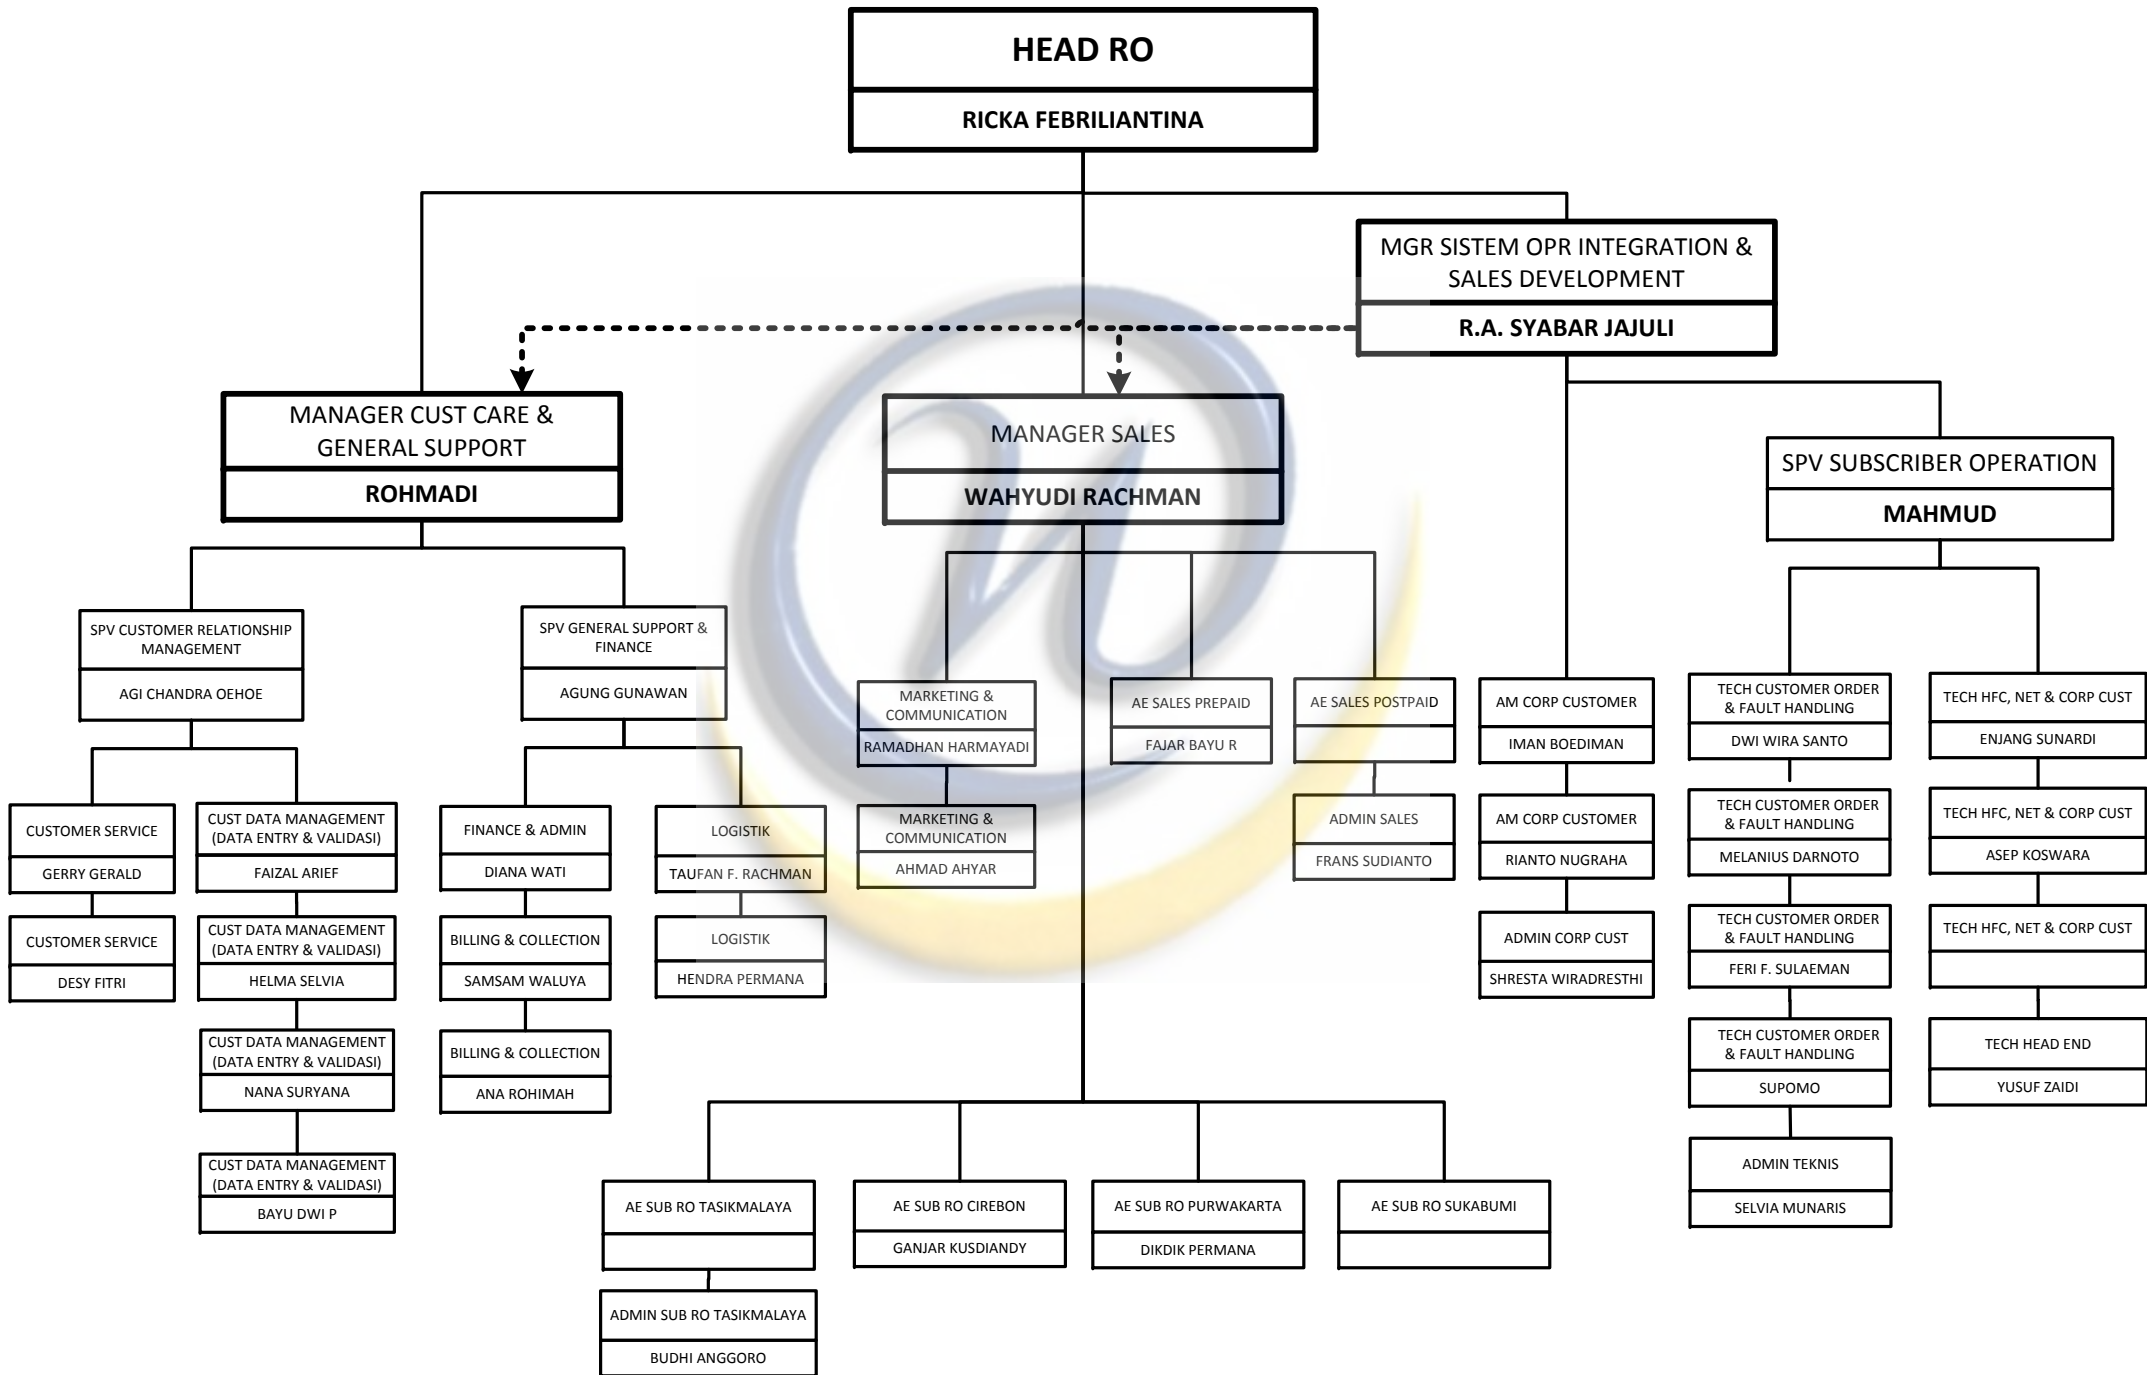 HEAD RO
RICKA FEBRILIANTINA
MGR SISTEM OPR INTEGRATION &
SALES DEVELOPMENT
R.A. SYABAR JAJULI
MANAGER CUST CARE &
GENERAL SUPPORT
ROHMADI
MANAGER SALES
WAHYUDI RACHMAN
SPV SUBSCRIBER OPERATION
MAHMUD
SPV CUSTOMER RELATIONSHIP
MANAGEMENT
AGI CHANDRA OEHOE
SPV GENERAL SUPPORT &
FINANCE
AGUNG GUNAWAN
CUSTOMER SERVICE
GERRY GERALD
CUSTOMER SERVICE
DESY FITRI
CUST DATA MANAGEMENT
(DATA ENTRY & VALIDASI)
FAIZAL ARIEF
CUST DATA MANAGEMENT
(DATA ENTRY & VALIDASI)
HELMA SELVIA
CUST DATA MANAGEMENT
(DATA ENTRY & VALIDASI)
NANA SURYANA
CUST DATA MANAGEMENT
(DATA ENTRY & VALIDASI)
BAYU DWI P
FINANCE & ADMIN
DIANA WATI
BILLING & COLLECTION
SAMSAM WALUYA
BILLING & COLLECTION
ANA ROHIMAH
LOGISTIK
TAUFAN F. RACHMAN
LOGISTIK
HENDRA PERMANA
MARKETING &
COMMUNICATION
RAMADHAN HARMAYADI
MARKETING &
COMMUNICATION
AHMAD AHYAR
AE SALES PREPAID
FAJAR BAYU R
AE SALES POSTPAID
ADMIN SALES
FRANS SUDIANTO
AM CORP CUSTOMER
IMAN BOEDIMAN
AM CORP CUSTOMER
RIANTO NUGRAHA
ADMIN CORP CUST
SHRESTA WIRADRESTHI
TECH CUSTOMER ORDER
& FAULT HANDLING
DWI WIRA SANTO
TECH CUSTOMER ORDER
& FAULT HANDLING
MELANIUS DARNOTO
TECH CUSTOMER ORDER
& FAULT HANDLING
FERI F. SULAEMAN
TECH CUSTOMER ORDER
& FAULT HANDLING
SUPOMO
ADMIN TEKNIS
SELVIA MUNARIS
TECH HFC, NET & CORP CUST
ENJANG SUNARDI
TECH HFC, NET & CORP CUST
ASEP KOSWARA
TECH HFC, NET & CORP CUST
TECH HEAD END
YUSUF ZAIDI
AE SUB RO TASIKMALAYA
ADMIN SUB RO TASIKMALAYA
BUDHI ANGGORO
AE SUB RO CIREBON
GANJAR KUSDIANDY
AE SUB RO PURWAKARTA
DIKDIK PERMANA
AE SUB RO SUKABUMI